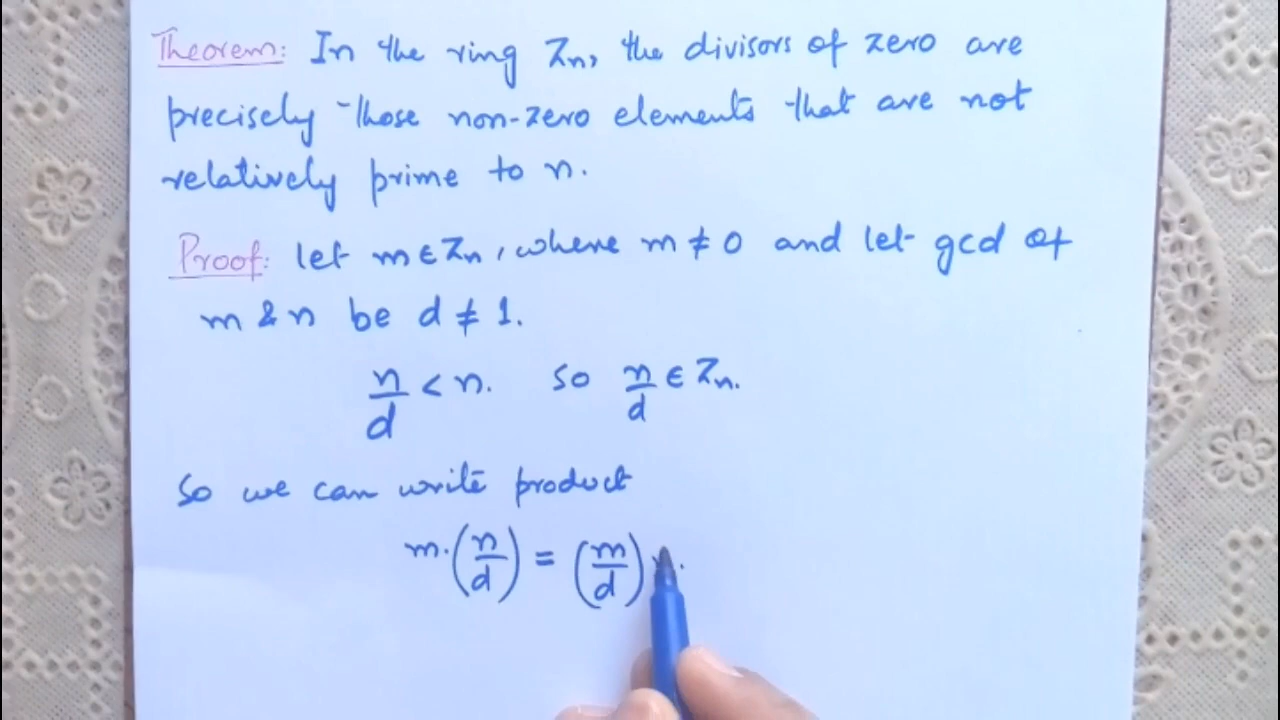 Theorem: In the ring Zn, the divisors of zero are
precisely those non-zero elements that are not
relatively prime to n.
Proof: let m ∈ Zn, where m ≠ 0 and let gcd of
m & n be d ≠ 1.
n/d < n. so n/d ∈ Zn.
So we can write product
m·(n/d) = (m/d)